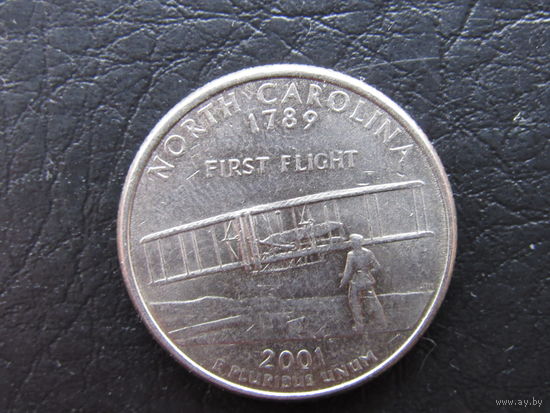 NORTH CAROLINA
1789
FIRST FLIGHT
2001
E PLURIBUS UNUM
www.ay.by